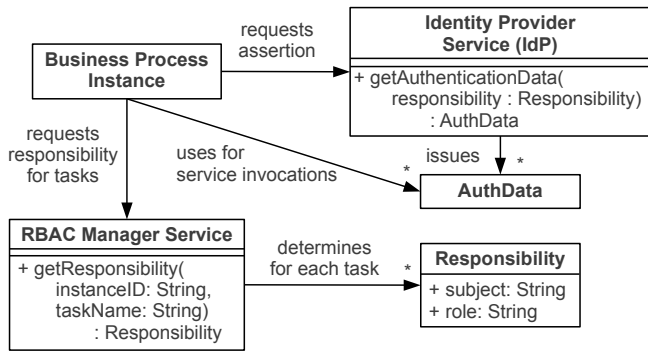 Business Process
Instance
requests
assertion
Identity Provider
Service (IdP)
+ getAuthenticationData(
responsibility : Responsibility)
: AuthData
requests
responsibility
for tasks
uses for
service invocations
*
issues
*
AuthData
RBAC Manager Service
+ getResponsibility(
instanceID: String,
taskName: String)
: Responsibility
determines
for each task
*
Responsibility
+ subject: String
+ role: String